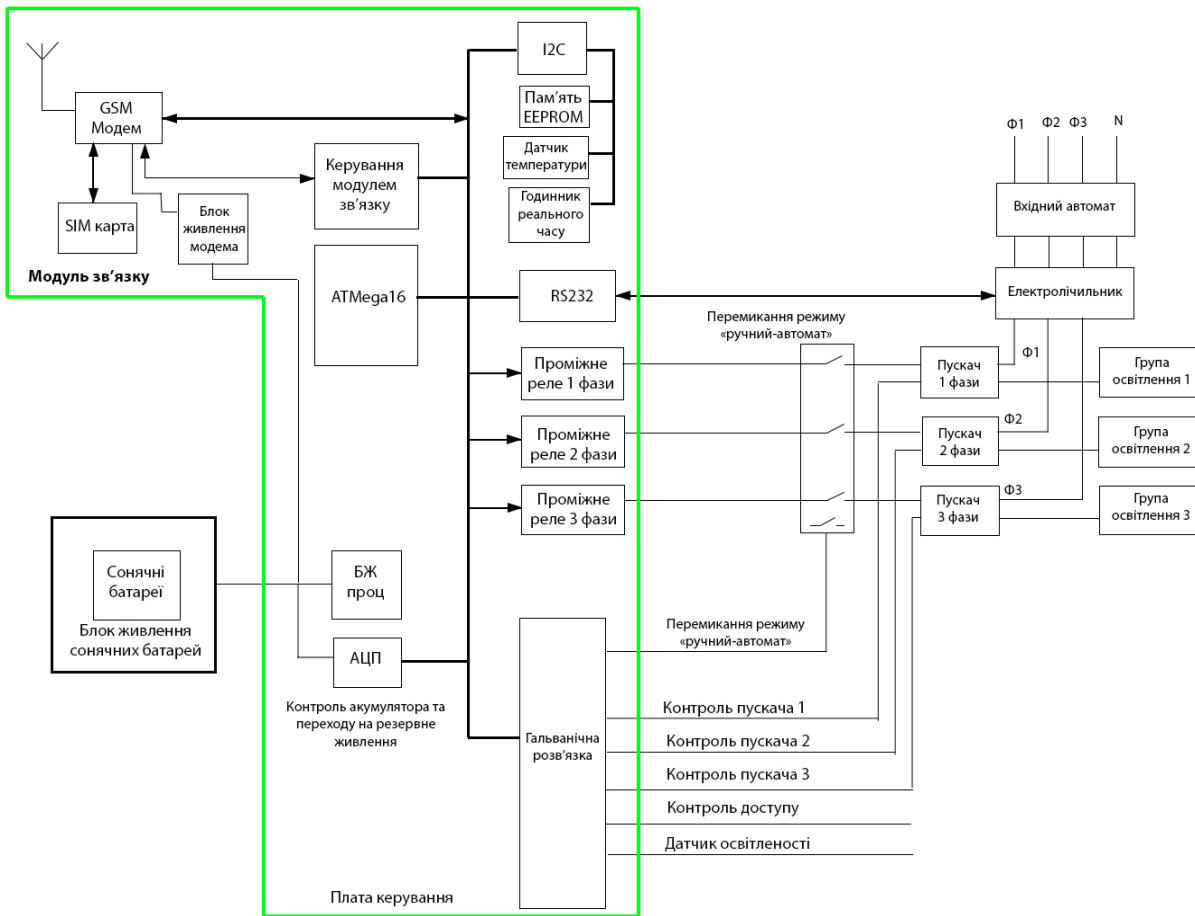 I2C
GSM
Модем
Пам'ять
EEPROM
Датчик
температури
Годинник
реального
часу
Керування
модулем
зв'язку
SIM карта
Блок
живлення
модема
Модуль зв'язку
ATMega16
RS232
Ф1
Ф2
Ф3
N
Вхідний автомат
Електролічильник
Перемикання режиму
«ручний-автомат»
Проміжне
реле 1 фази
Проміжне
реле 2 фази
Проміжне
реле 3 фази
Ф1
Пускач
1 фази
Група
освітлення 1
Ф2
Пускач
2 фази
Група
освітлення 2
Ф3
Пускач
3 фази
Група
освітлення 3
Сонячні
батареї
Блок живлення
сонячних батарей
БЖ
проц
АЦП
Контроль акумулятора та
переходу на резервне
живлення
Гальванічна
розв'язка
Перемикання режиму
«ручний-автомат»
Контроль пускача 1
Контроль пускача 2
Контроль пускача 3
Контроль доступу
Датчик освітленості
Плата керування